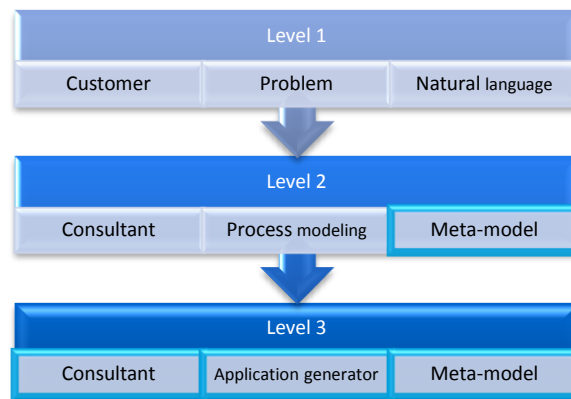 Level 1
Customer Problem Natural language
Level 2
Consultant Process modeling Meta-model
Level 3
Consultant Application generator Meta-model